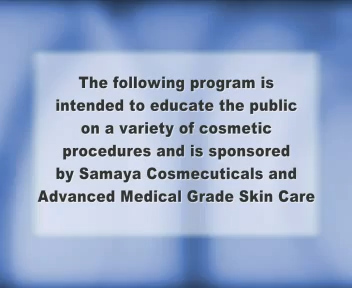 The following program is
intended to educate the public
on a variety of cosmetic
procedures and is sponsored
by Samaya Cosmecuticals and
Advanced Medical Grade Skin Care